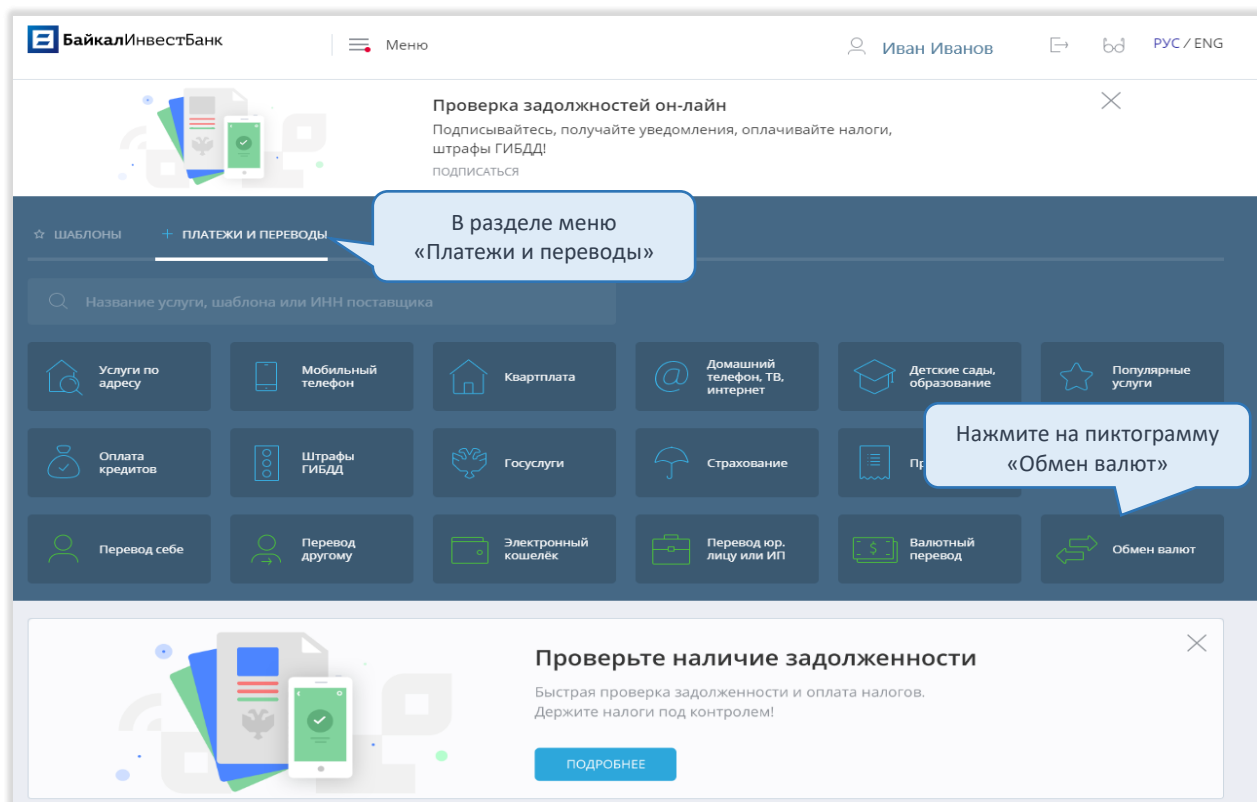 БайкалИнвестБанк
Меню
Иван Иванов
РУС / ENG
Проверка задолжностей он-лайн
Подписывайтесь, получайте уведомления, оплачивайте налоги,
штрафы ГИБДД!
ПОДПИСАТЬСЯ
В разделе меню
«Платежи и переводы»
ШАБЛОНЫ
ПЛАТЕЖИ И ПЕРЕВОДЫ
Название услуги, шаблона или ИНН поставщика
Услуги по
адресу
Мобильный
телефон
Квартплата
Домашний
телефон, ТВ,
интернет
Детские сады,
образование
Популярные
услуги
Нажмите на пиктограмму
«Обмен валют»
Оплата
кредитов
Штрафы
ГИБДД
Госуслуги
Страхование
Перевод себе
Перевод
другому
Электронный
кошелёк
Перевод юр.
лицу или ИП
Валютный
перевод
Обмен валют
Проверьте наличие задолженности
Быстрая проверка задолженности и оплата налогов.
Держите налоги под контролем!
ПОДРОБНЕЕ